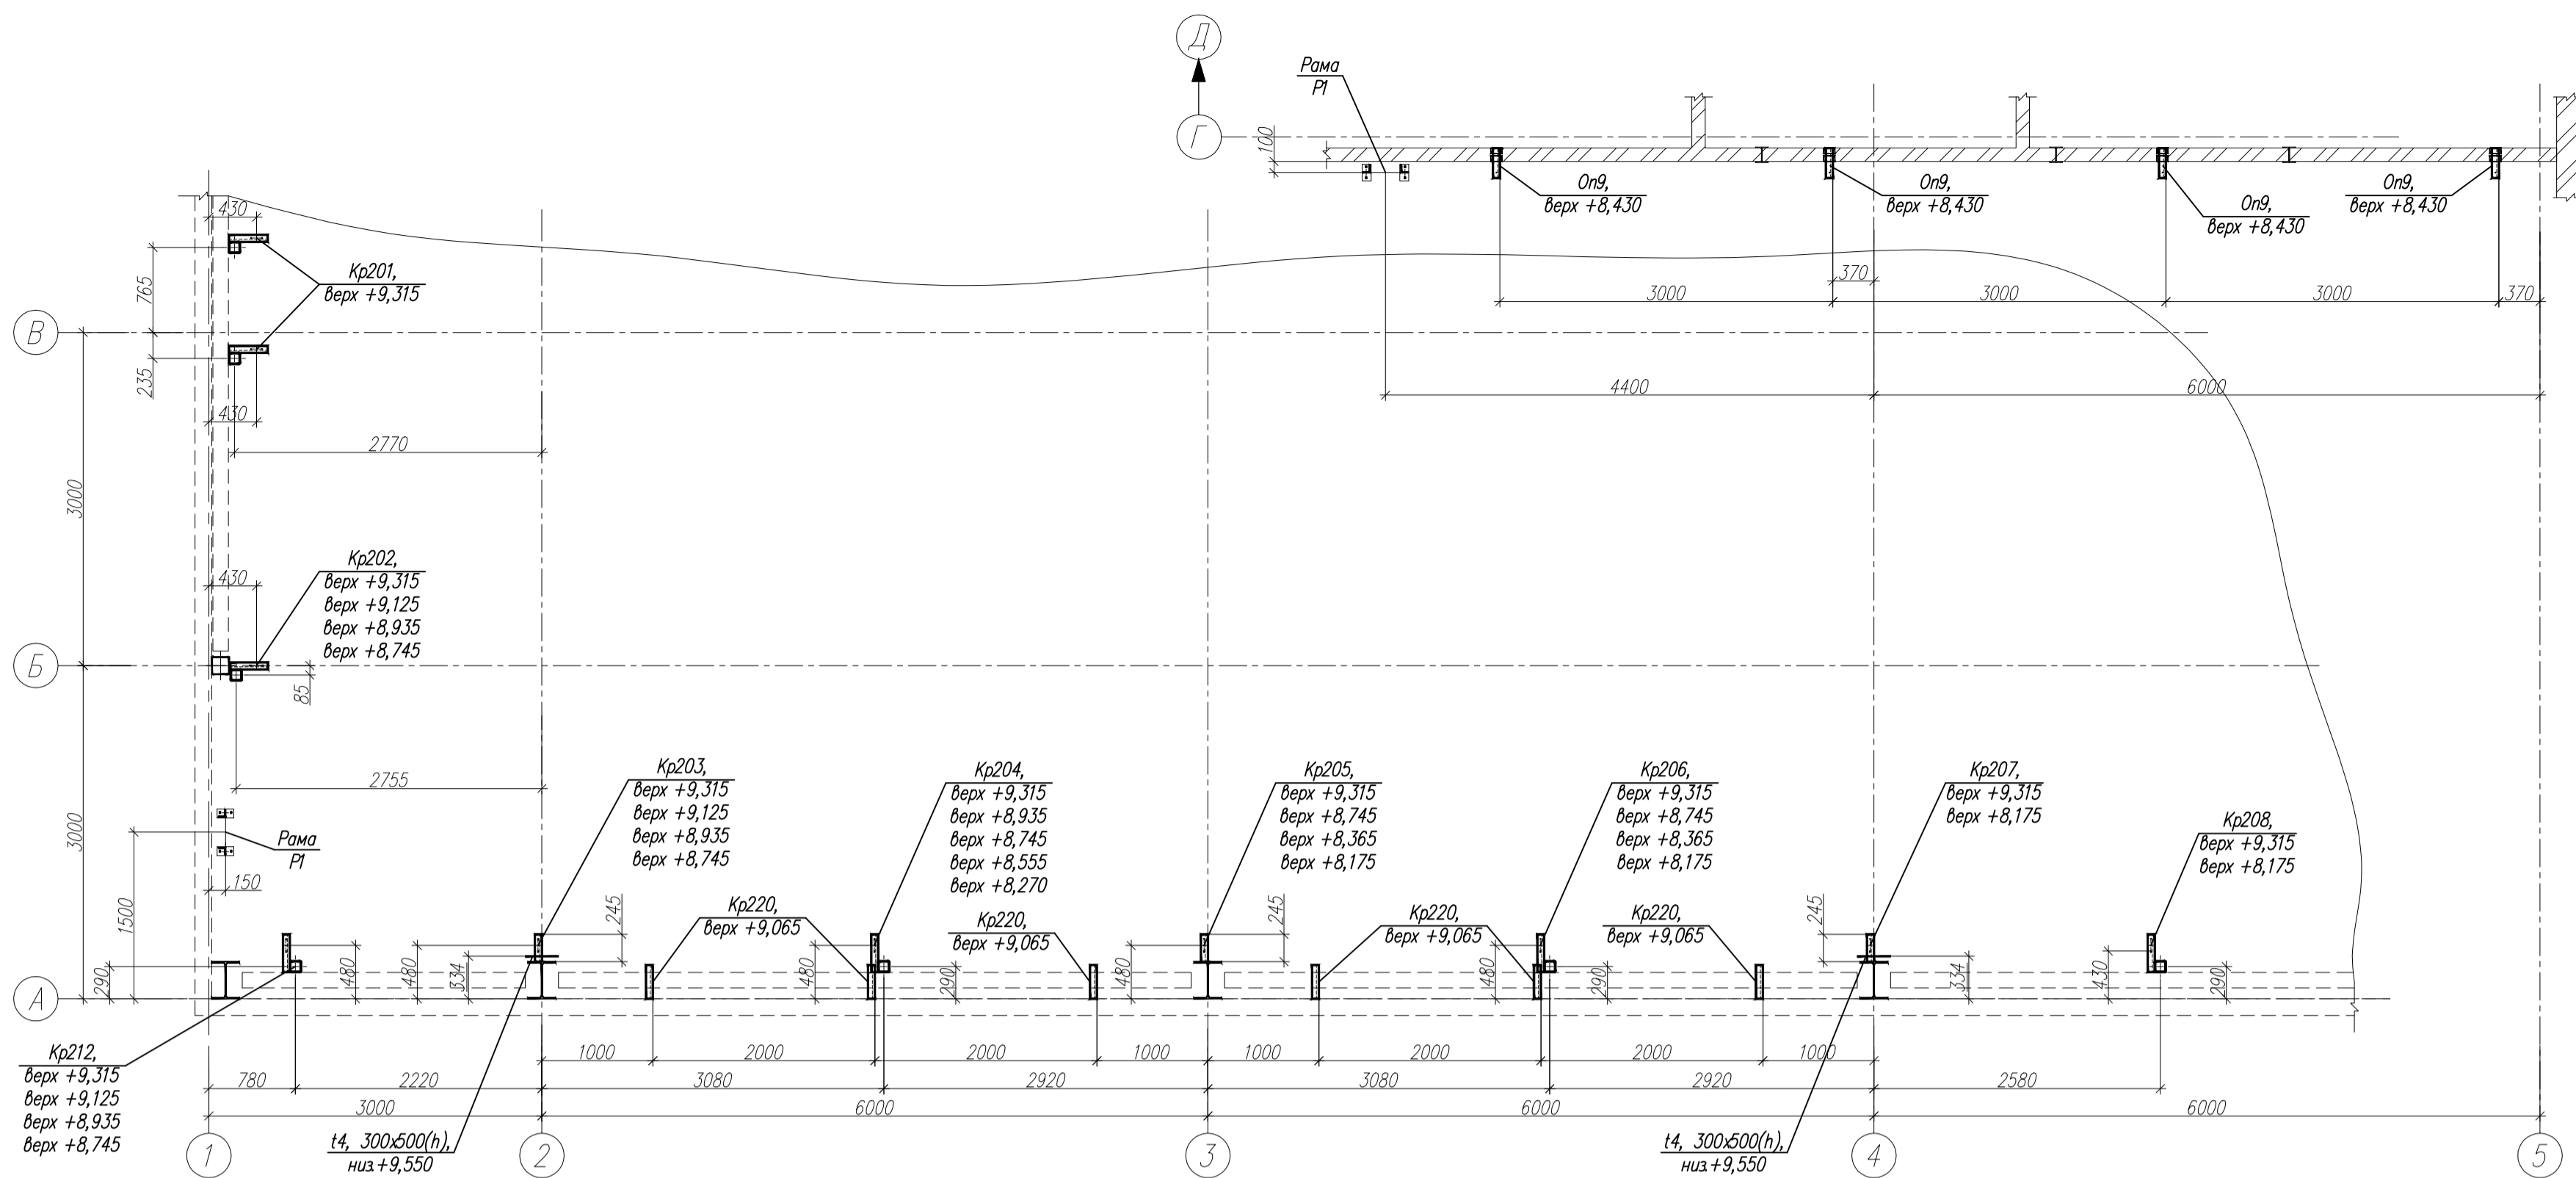 Д
Рама
Р1
Г
100
Оп9,
верх +8,430
Оп9,
верх +8,430
Оп9,
верх +8,430
Оп9,
верх +8,430
430
765
Кр201,
верх +9,315
370
3000
3000
3000
370
В
235
430
4400
6000
2770
3000
Кр202,
верх +9,315
верх +9,125
верх +8,935
верх +8,745
430
Б
85
2755
3000
Кр203,
верх +9,315
верх +9,125
верх +8,935
верх +8,745
Кр204,
верх +9,315
верх +8,935
верх +8,745
верх +8,555
верх +8,270
Кр205,
верх +9,315
верх +8,745
верх +8,365
верх +8,175
Кр206,
верх +9,315
верх +8,745
верх +8,365
верх +8,175
Кр207,
верх +9,315
верх +8,175
Кр208,
верх +9,315
верх +8,175
Рама
Р1
150
1500
245
Кр220,
верх +9,065
Кр220,
верх +9,065
245
Кр220,
верх +9,065
Кр220,
верх +9,065
245
290
480
480
334
480
290
480
480
290
334
430
290
А
Кр212,
верх +9,315
верх +9,125
верх +8,935
верх +8,745
1000
2000
2000
1000
1000
2000
2000
1000
780
2220
3080
2920
3080
2920
2580
3000
6000
6000
6000
t4, 300х500(h),
низ+9,550
t4, 300х500(h),
низ+9,550
1
2
3
4
5